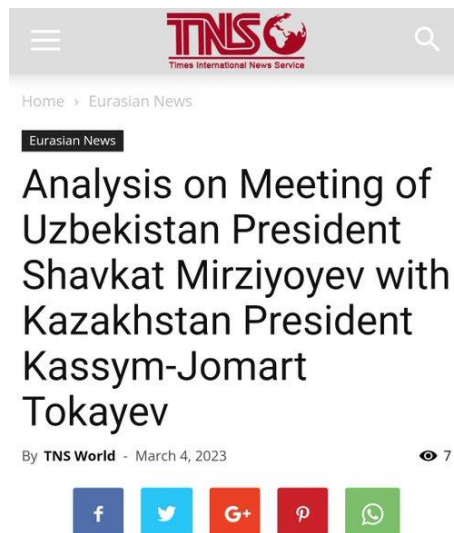 TNS
Times International News Service
Home › Eurasian News
Eurasian News
Analysis on Meeting of
Uzbekistan President
Shavkat Mirziyoyev with
Kazakhstan President
Kassym-Jomart
Tokayev
By TNS World - March 4, 2023 7
f G+